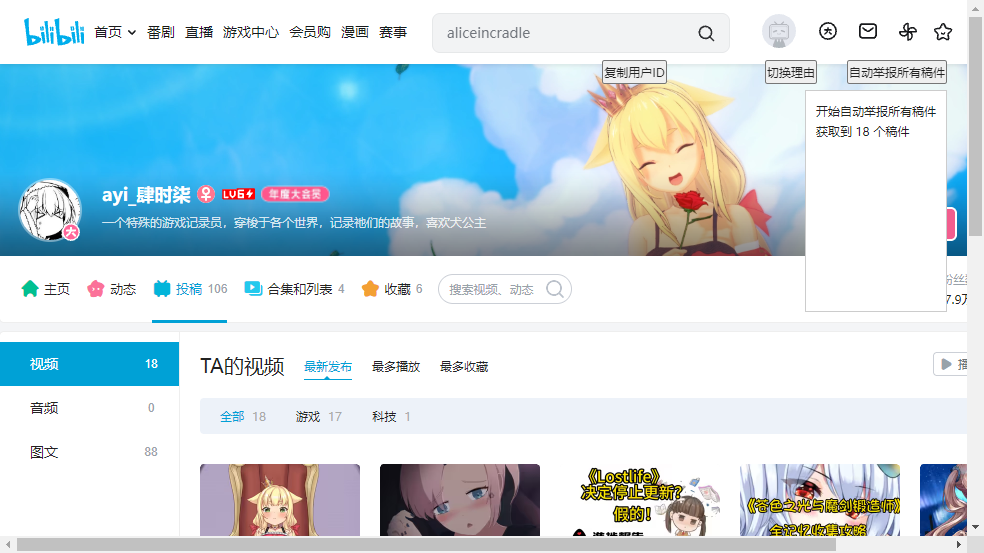 bilibili 首页 番剧 直播 游戏中心 会员购 漫画 赛事 aliceincradle
复制用户ID 切换理由 自动举报所有稿件
开始自动举报所有稿件
获取到 18 个稿件
ayi_肆时柒 LV6 年度大会员
一个特殊的游戏记录员，穿梭于各个世界，记录祂们的故事，喜欢犬公主
大
主页 动态 投稿 106 合集和列表 4 收藏 6 搜索视频、动态
粉丝
7.9万
视频 18
音频 0
图文 88
TA的视频 最新发布 最多播放 最多收藏 播
全部 18 游戏 17 科技 1
《Lostlife》
决定停止更新?
假的!
《苍色之光与魔剑锻造师》
全记忆收集攻略